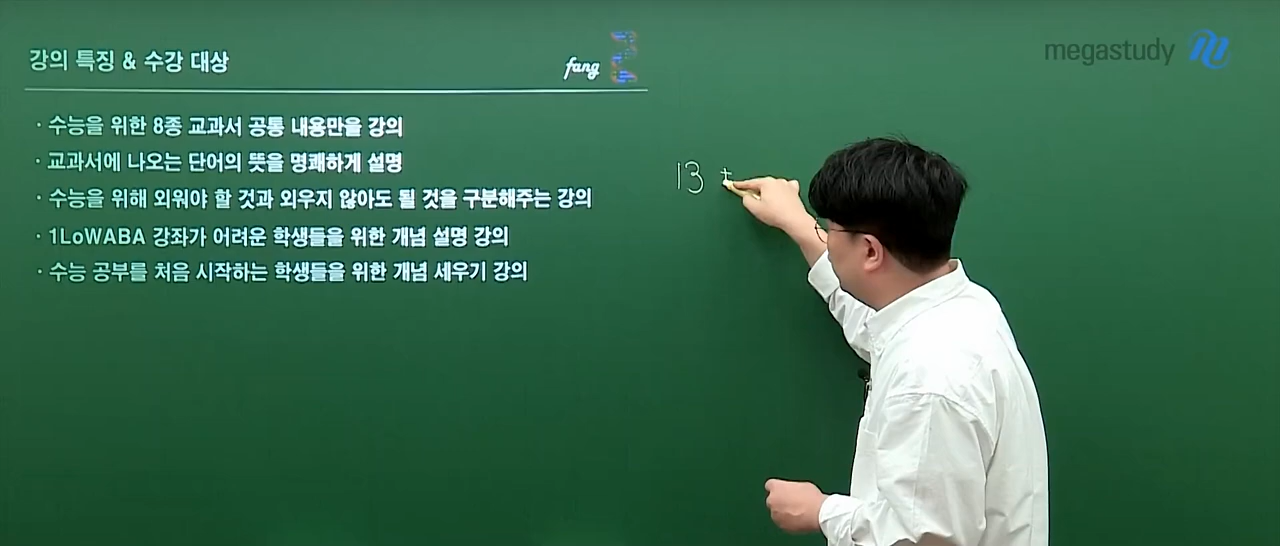 강의 특징 & 수강 대상
fang
megastudy
· 수능을 위한 8종 교과서 공통 내용만을 강의
· 교과서에 나오는 단어의 뜻을 명쾌하게 설명
· 수능을 위해 외워야 할 것과 외우지 않아도 될 것을 구분해주는 강의
· 1LoWABA 강좌가 어려운 학생들을 위한 개념 설명 강의
· 수능 공부를 처음 시작하는 학생들을 위한 개념 세우기 강의
13 +